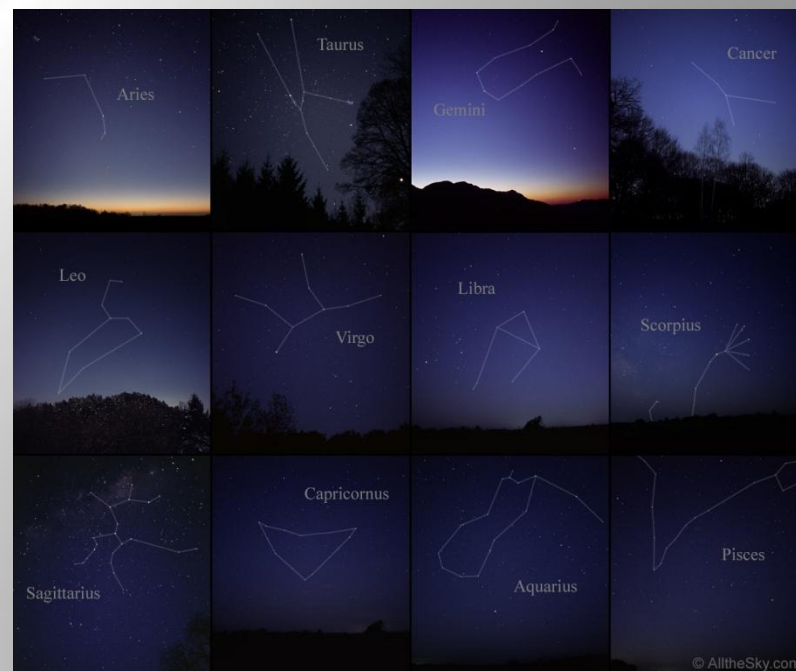 Aries
Taurus
Gemini
Cancer
Leo
Virgo
Libra
Scorpius
Sagittarius
Capricornus
Aquarius
Pisces
© AlltheSky.com